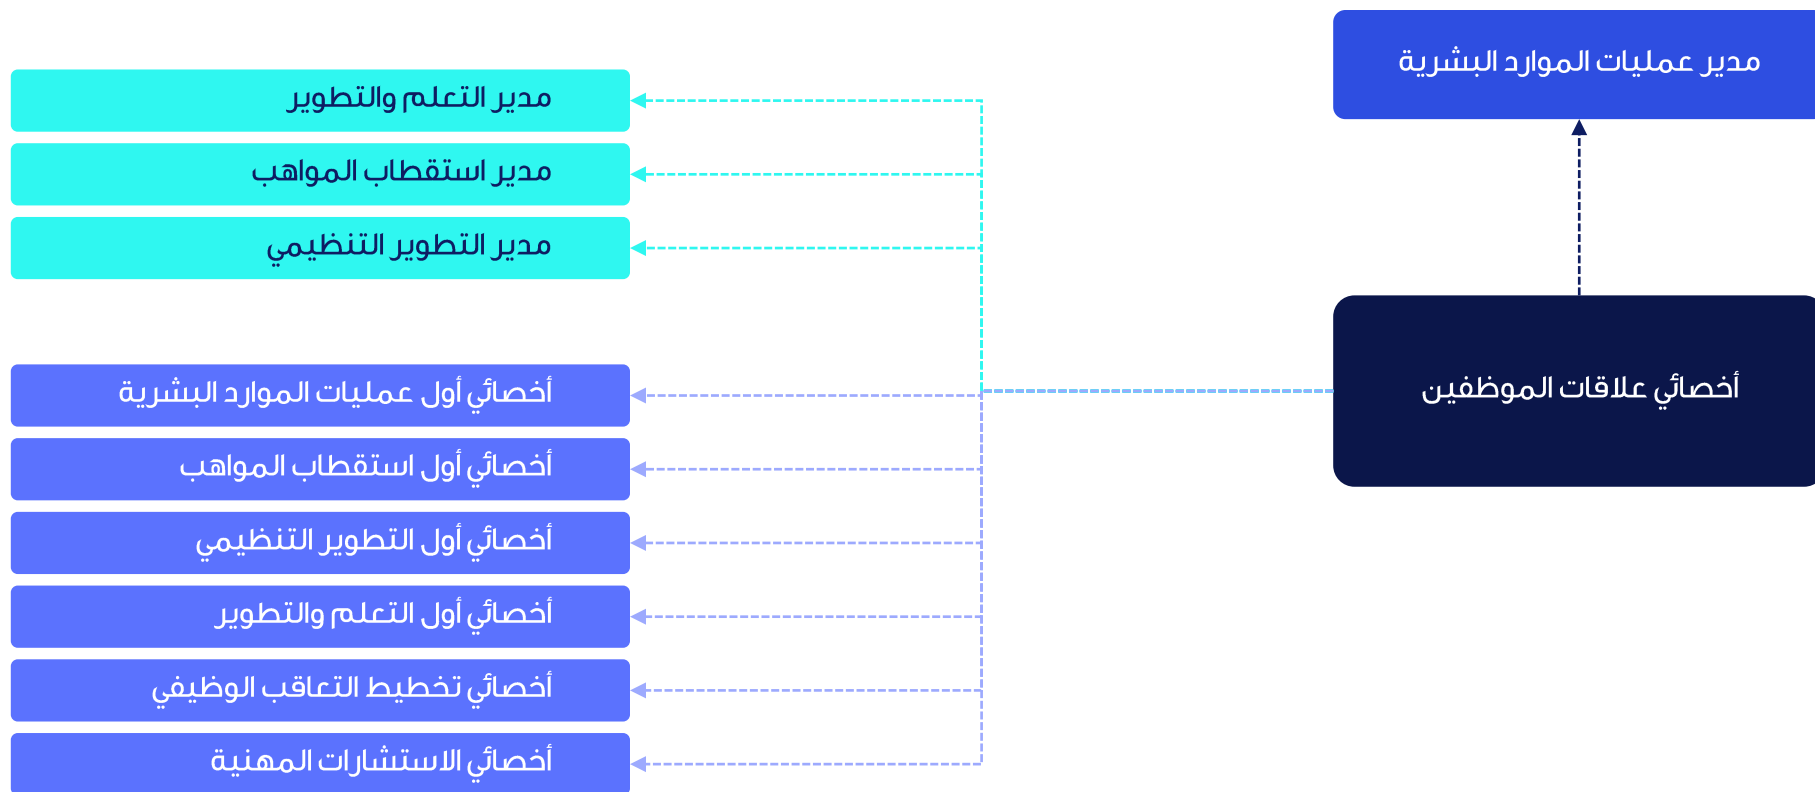 مدير عمليات الموارد البشرية
أخصائي علاقات الموظفين
مدير التعلم والتطوير
مدير استقطاب المواهب
مدير التطوير التنظيمي
أخصائي أول عمليات الموارد البشرية
أخصائي أول استقطاب المواهب
أخصائي أول التطوير التنظيمي
أخصائي أول التعلم والتطوير
أخصائي تخطيط التعاقب الوظيفي
أخصائي الاستشارات المهنية